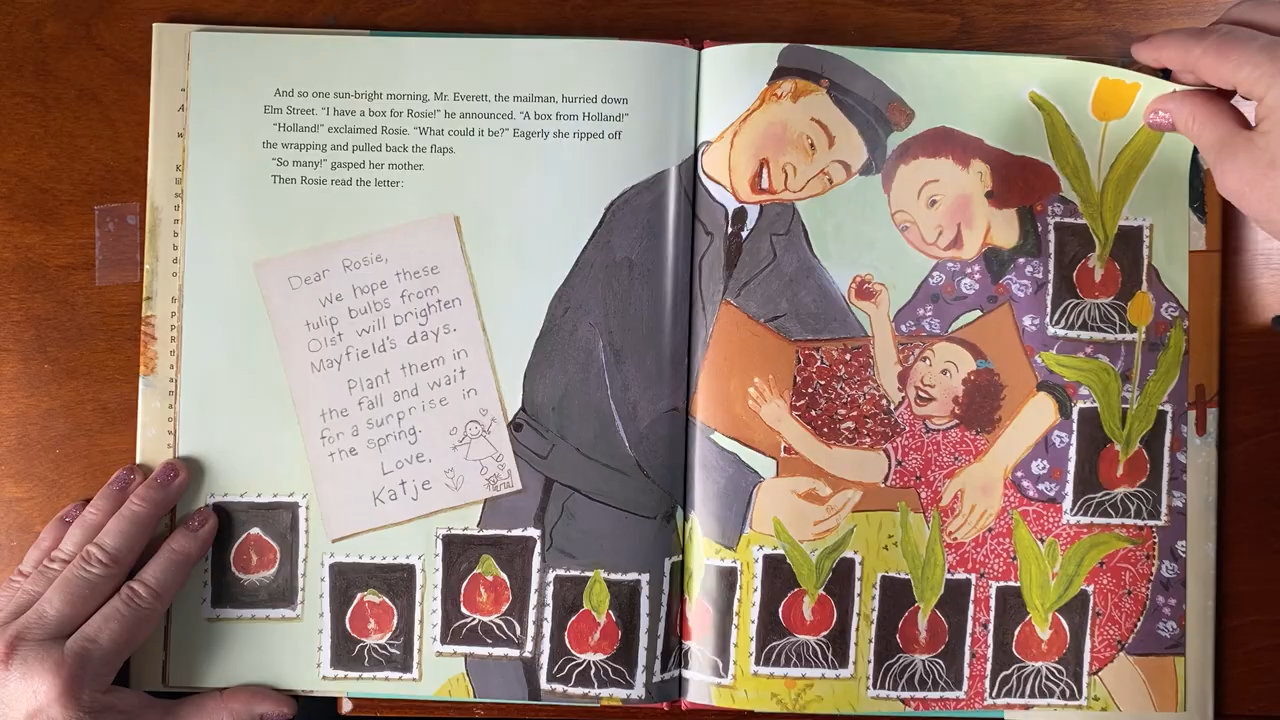 And so one sun-bright morning, Mr. Everett, the mailman, hurried down
Elm Street. “I have a box for Rosie!” he announced. “A box from Holland!”
“Holland!” exclaimed Rosie. “What could it be?” Eagerly she ripped off
the wrapping and pulled back the flaps.
“So many!” gasped her mother.
Then Rosie read the letter:
Dear Rosie,
We hope these
tulip bulbs from
Olst will brighten
Mayfield's days.
Plant them in
the fall and wait
for a surprise in
the spring.
Love,
Katje